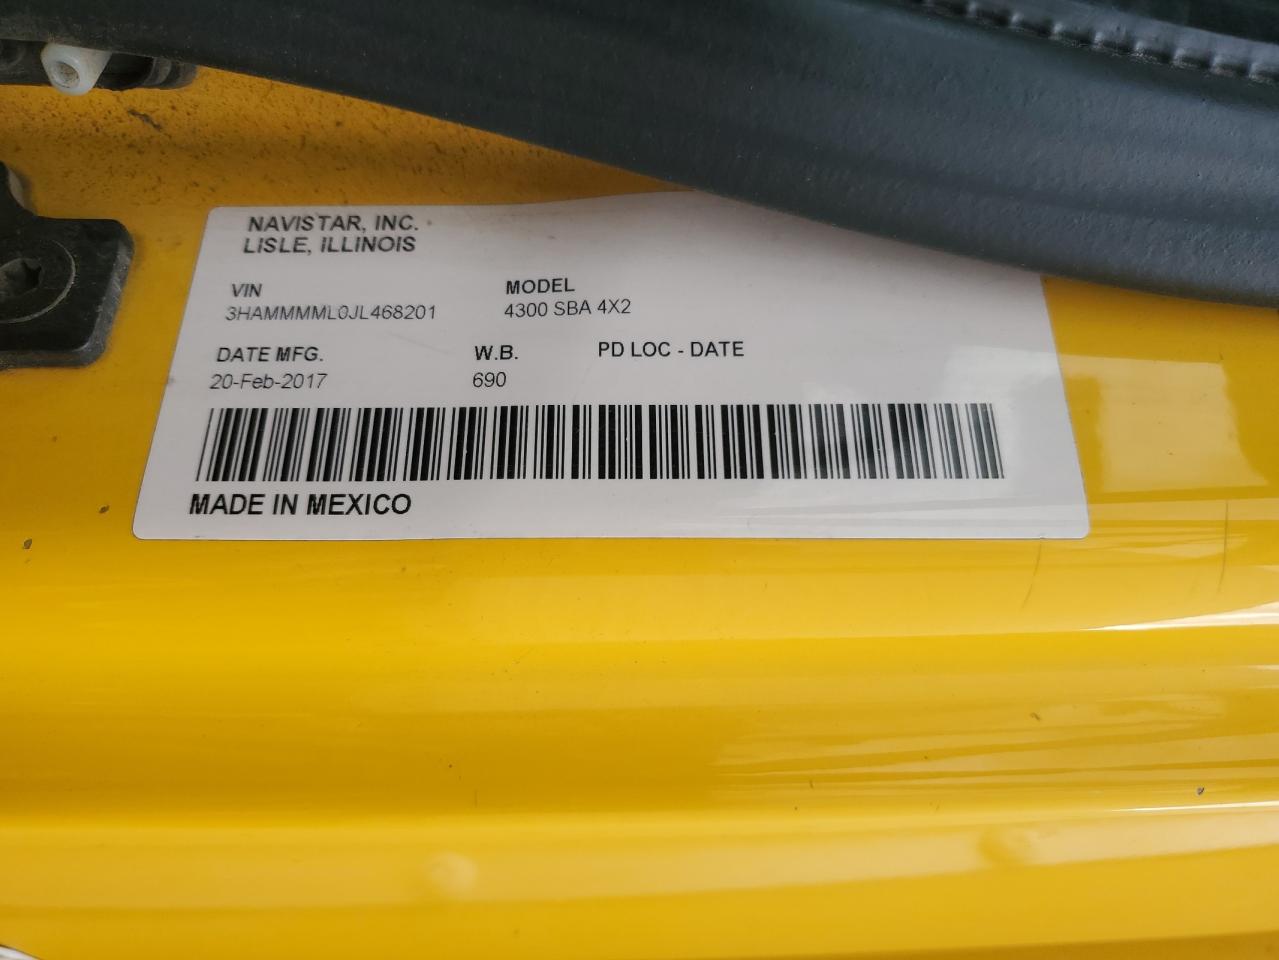 NAVISTAR, INC.
LISLE, ILLINOIS
VIN MODEL
3HAMMMML0JL468201 4300 SBA 4X2
DATE MFG. W.B. PD LOC - DATE
20-Feb-2017 690
MADE IN MEXICO